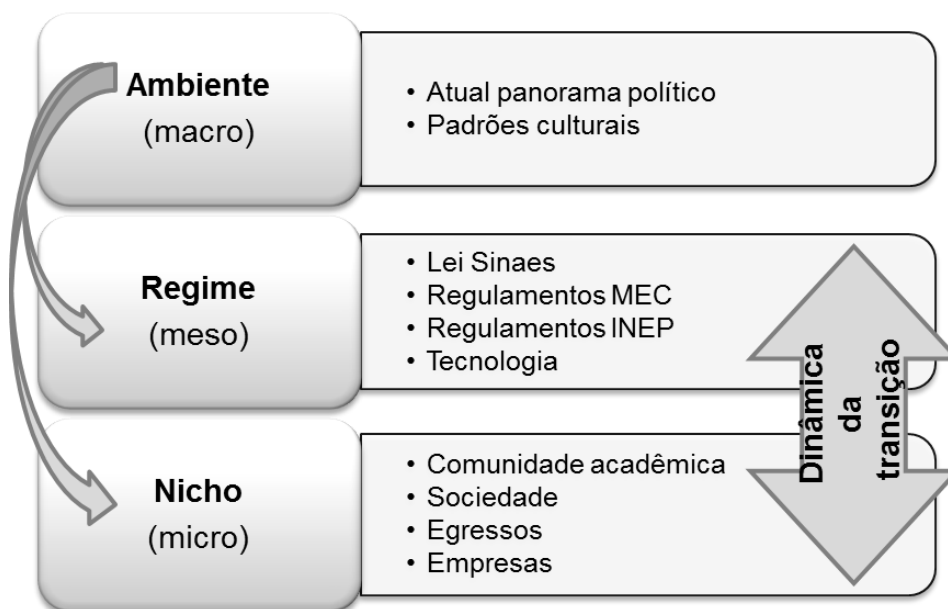 Ambiente
(macro)
• Atual panorama político
• Padrões culturais
Regime
(meso)
• Lei Sinaes
• Regulamentos MEC
• Regulamentos INEP
• Tecnologia
Nicho
(micro)
• Comunidade acadêmica
• Sociedade
• Egressos
• Empresas
Dinâmica
da
transição